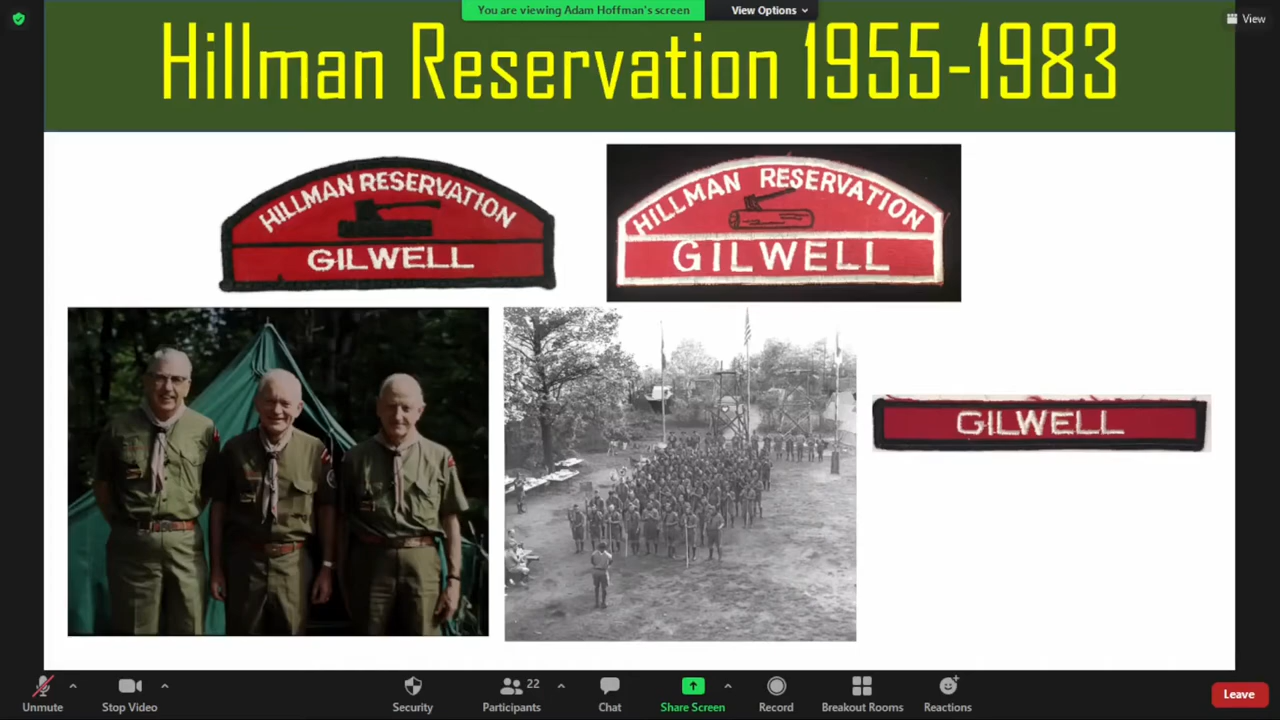 You are viewing Adam Hoffman's screen
View Options
View
Hillman Reservation 1955-1983
HILLMAN RESERVATION
GILWELL
HILLMAN RESERVATION
GILWELL
GILWELL
Unmute
Stop Video
Security
22
Participants
Chat
Share Screen
Record
Breakout Rooms
Reactions
Leave